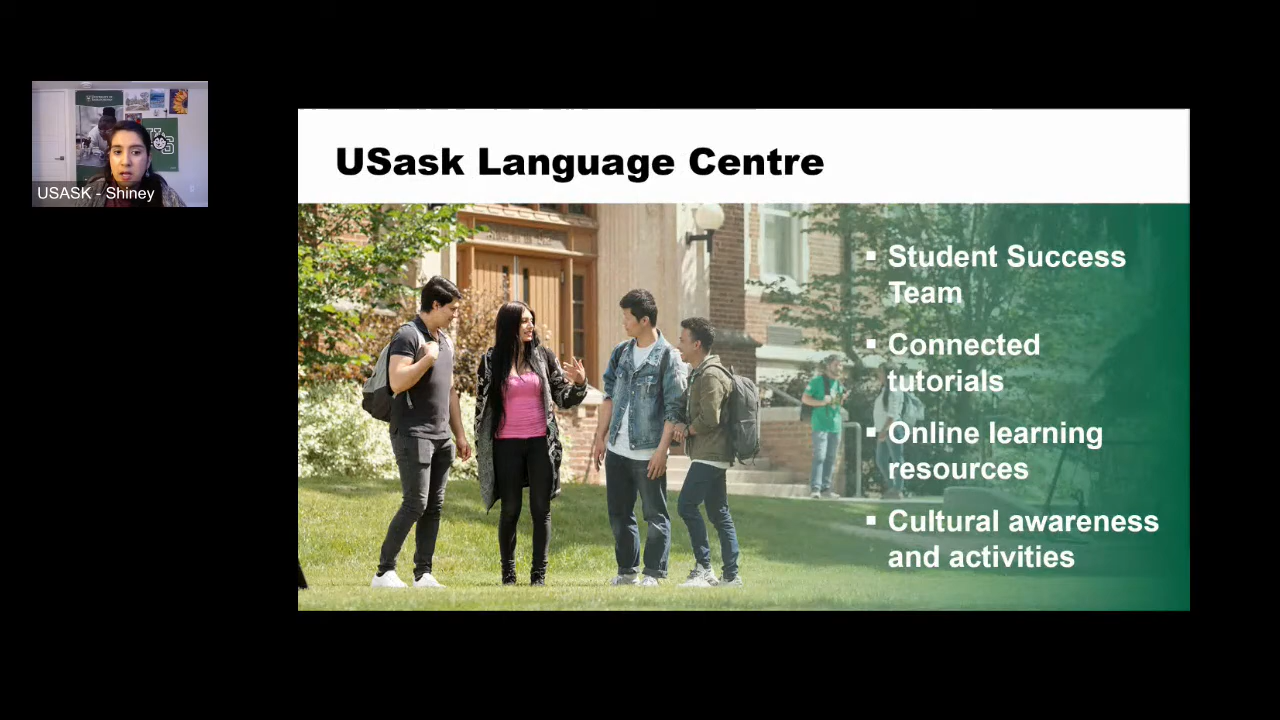 USASK - Shiney
USask Language Centre
▪ Student Success
Team
▪ Connected
tutorials
▪ Online learning
resources
▪ Cultural awareness
and activities